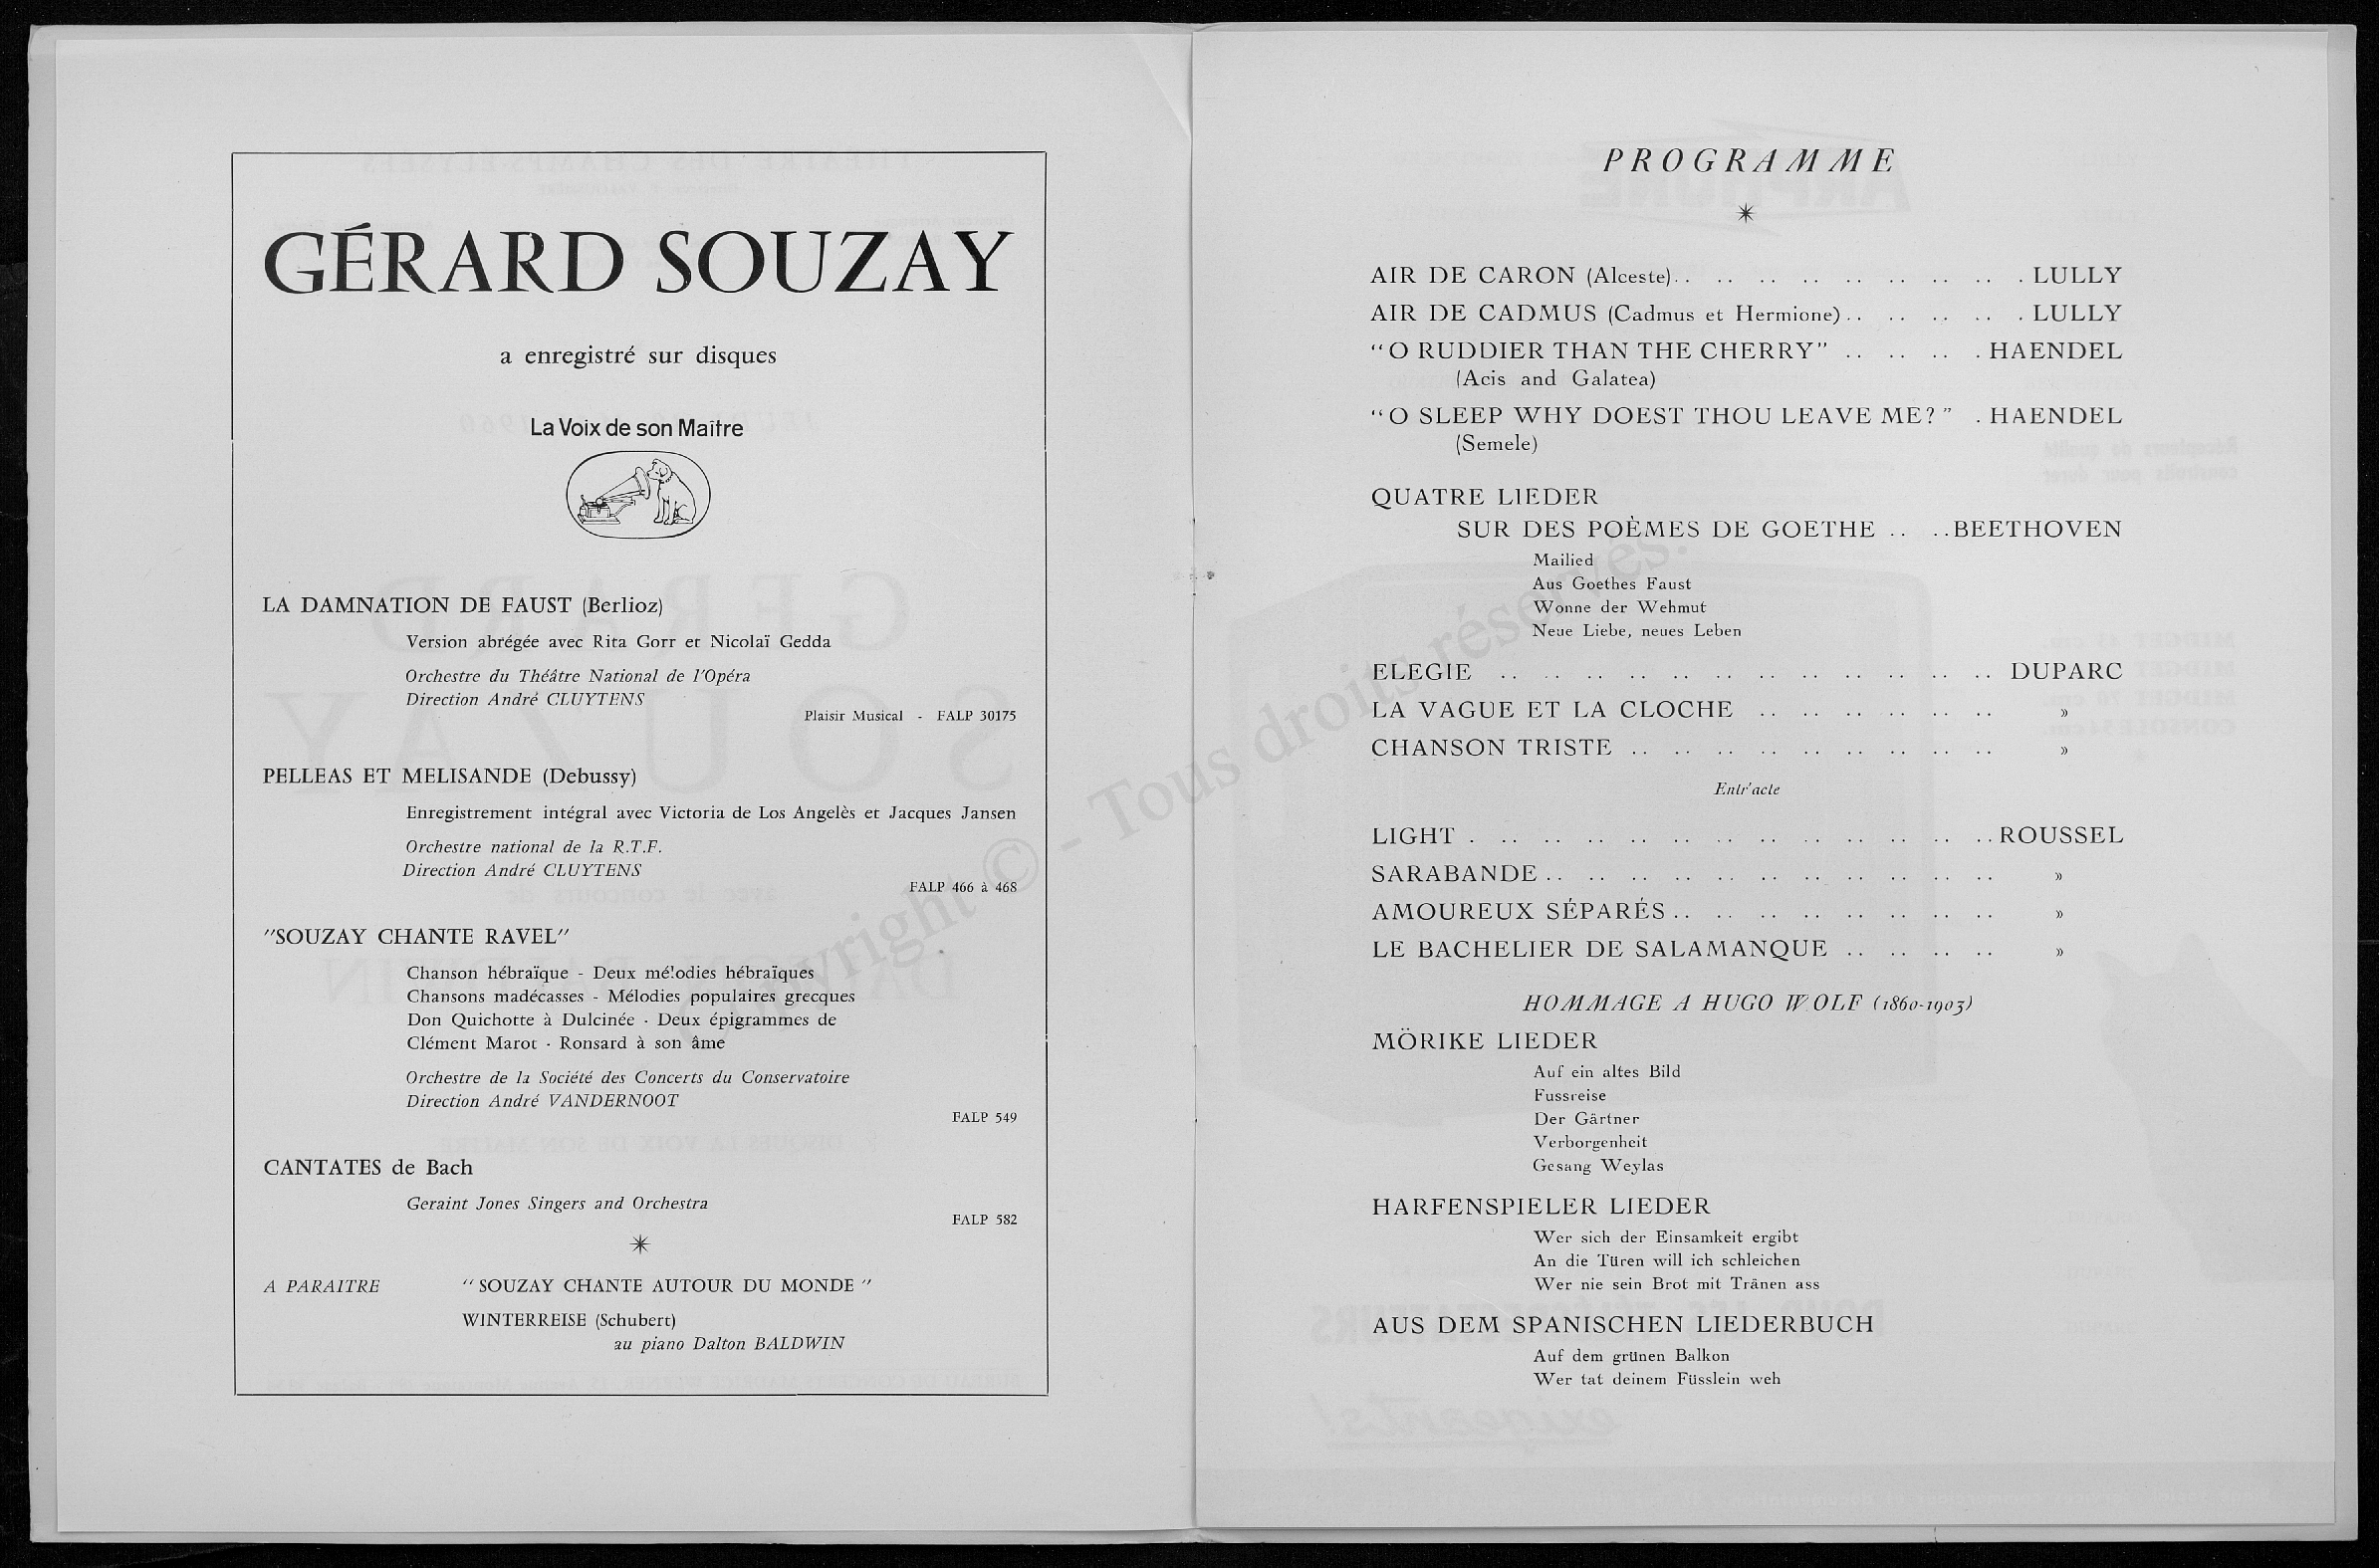 GÉRARD SOUZAY
a enregistré sur disques
La Voix de son Maître
LA DAMNATION DE FAUST (Berlioz)
Version abrégée avec Rita Gorr et Nicolaï Gedda
Orchestre du Théâtre National de l'Opéra
Direction André CLUYTENS
Plaisir Musical - FALP 30175
PELLEAS ET MELISANDE (Debussy)
Enregistrement intégral avec Victoria de Los Angelès et Jacques Jansen
Orchestre national de la R.T.F.
Direction André CLUYTENS
FALP 466 à 468
"SOUZAY CHANTE RAVEL"
Chanson hébraïque - Deux mélodies hébraïques
Chansons madécasses - Mélodies populaires grecques
Don Quichotte à Dulcinée · Deux épigrammes de
Clément Marot · Ronsard à son âme
Orchestre de la Société des Concerts du Conservatoire
Direction André VANDERNOOT
FALP 549
CANTATES de Bach
Geraint Jones Singers and Orchestra
FALP 582
A PARAITRE "SOUZAY CHANTE AUTOUR DU MONDE"
WINTERREISE (Schubert)
au piano Dalton BALDWIN
PROGRAMME
AIR DE CARON (Alceste).. .. .. .. .. .. .. .. . LULLY
AIR DE CADMUS (Cadmus et Hermione).. .. .. .. . LULLY
"O RUDDIER THAN THE CHERRY" .. .. .. . HAENDEL
(Acis and Galatea)
"O SLEEP WHY DOEST THOU LEAVE ME?" . HAENDEL
(Semele)
QUATRE LIEDER
SUR DES POÈMES DE GOETHE .. ..BEETHOVEN
Mailied
Aus Goethes Faust
Wonne der Wehmut
Neue Liebe, neues Leben
ELEGIE .. .. .. .. .. .. .. .. .. .. .. .. DUPARC
LA VAGUE ET LA CLOCHE .. .. .. .. .. .. »
CHANSON TRISTE .. .. .. .. .. .. .. .. .. »
Entr'acte
LIGHT . .. .. .. .. .. .. .. .. .. .. .. ..ROUSSEL
SARABANDE.. .. .. .. .. .. .. .. .. .. .. »
AMOUREUX SÉPARÉS.. .. .. .. .. .. .. .. »
LE BACHELIER DE SALAMANQUE .. .. .. .. »
HOMMAGE A HUGO WOLF (1860-1903)
MÖRIKE LIEDER
Auf ein altes Bild
Fussreise
Der Gärtner
Verborgenheit
Gesang Weylas
HARFENSPIELER LIEDER
Wer sich der Einsamkeit ergibt
An die Türen will ich schleichen
Wer nie sein Brot mit Tränen ass
AUS DEM SPANISCHEN LIEDERBUCH
Auf dem grünen Balkon
Wer tat deinem Füsslein weh
Copyright © - Tous droits réservés.